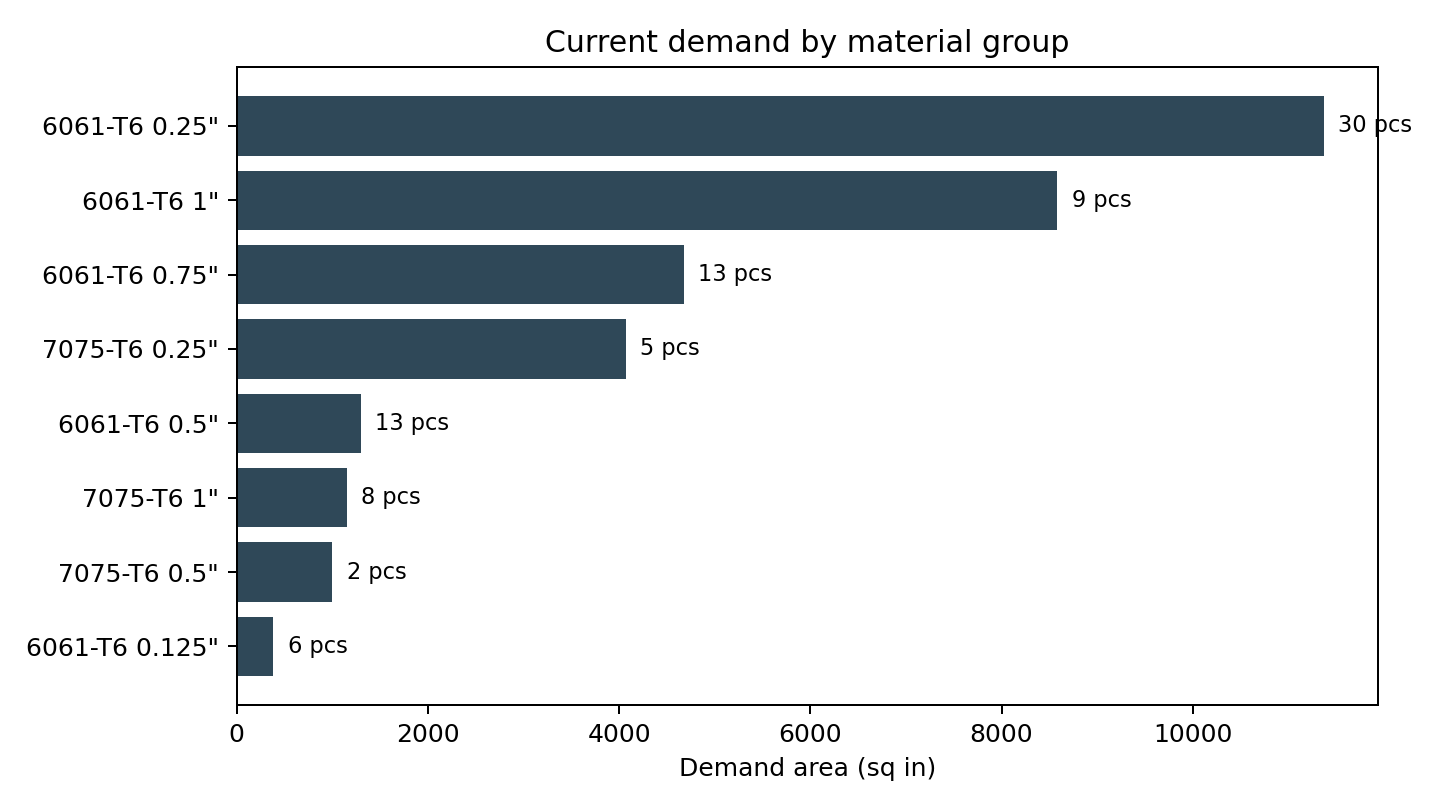 Current demand by material group
6061-T6 0.25" 30 pcs
6061-T6 1" 9 pcs
6061-T6 0.75" 13 pcs
7075-T6 0.25" 5 pcs
6061-T6 0.5" 13 pcs
7075-T6 1" 8 pcs
7075-T6 0.5" 2 pcs
6061-T6 0.125" 6 pcs
0 2000 4000 6000 8000 10000
Demand area (sq in)